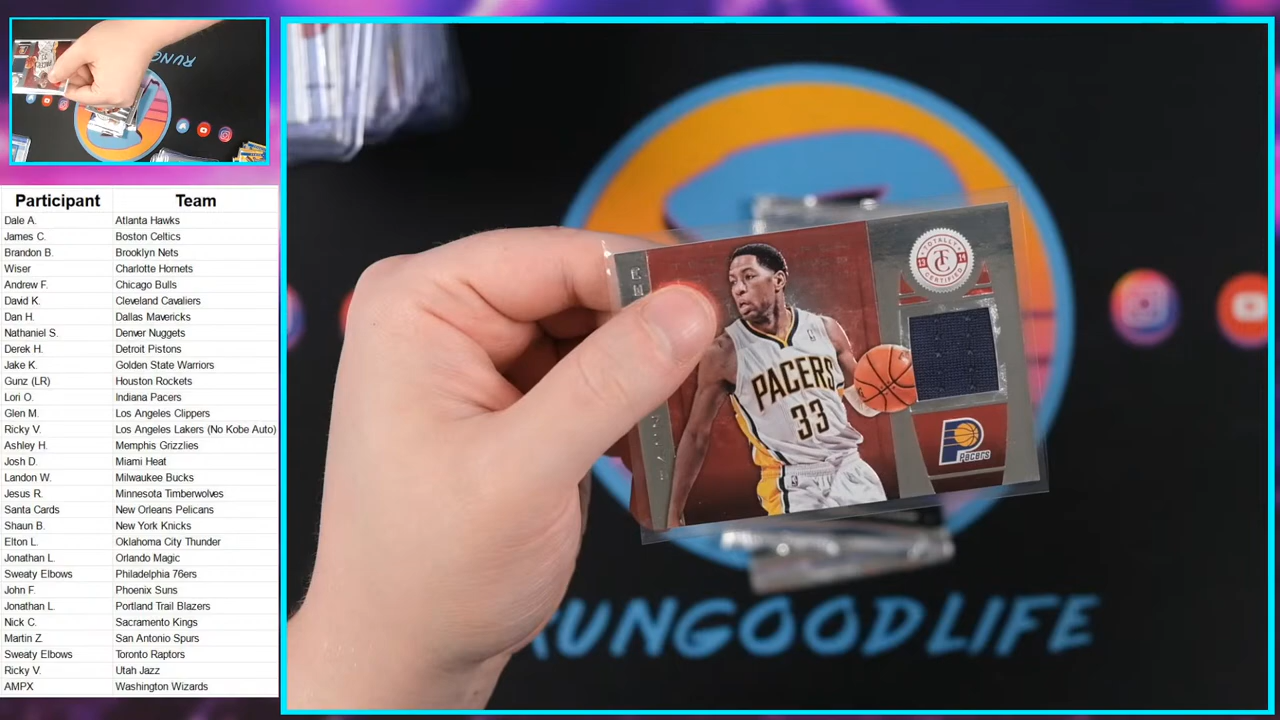 RUNGOOD
Participant Team
Dale A. Atlanta Hawks
James C. Boston Celtics
Brandon B. Brooklyn Nets
Wiser Charlotte Hornets
Andrew F. Chicago Bulls
David K. Cleveland Cavaliers
Dan H. Dallas Mavericks
Nathaniel S. Denver Nuggets
Derek H. Detroit Pistons
Jake K. Golden State Warriors
Gunz (LR) Houston Rockets
Lori O. Indiana Pacers
Glen M. Los Angeles Clippers
Ricky V. Los Angeles Lakers (No Kobe Auto)
Ashley H. Memphis Grizzlies
Josh D. Miami Heat
Landon W. Milwaukee Bucks
Jesus R. Minnesota Timberwolves
Santa Cards New Orleans Pelicans
Shaun B. New York Knicks
Elton L. Oklahoma City Thunder
Jonathan L. Orlando Magic
Sweaty Elbows Philadelphia 76ers
John F. Phoenix Suns
Jonathan L. Portland Trail Blazers
Nick C. Sacramento Kings
Martin Z. San Antonio Spurs
Sweaty Elbows Toronto Raptors
Ricky V. Utah Jazz
AMPX Washington Wizards
TOTALLY
13 TC 14
CERTIFIED
PACERS
33
Pacers
RUNGOODLIFE